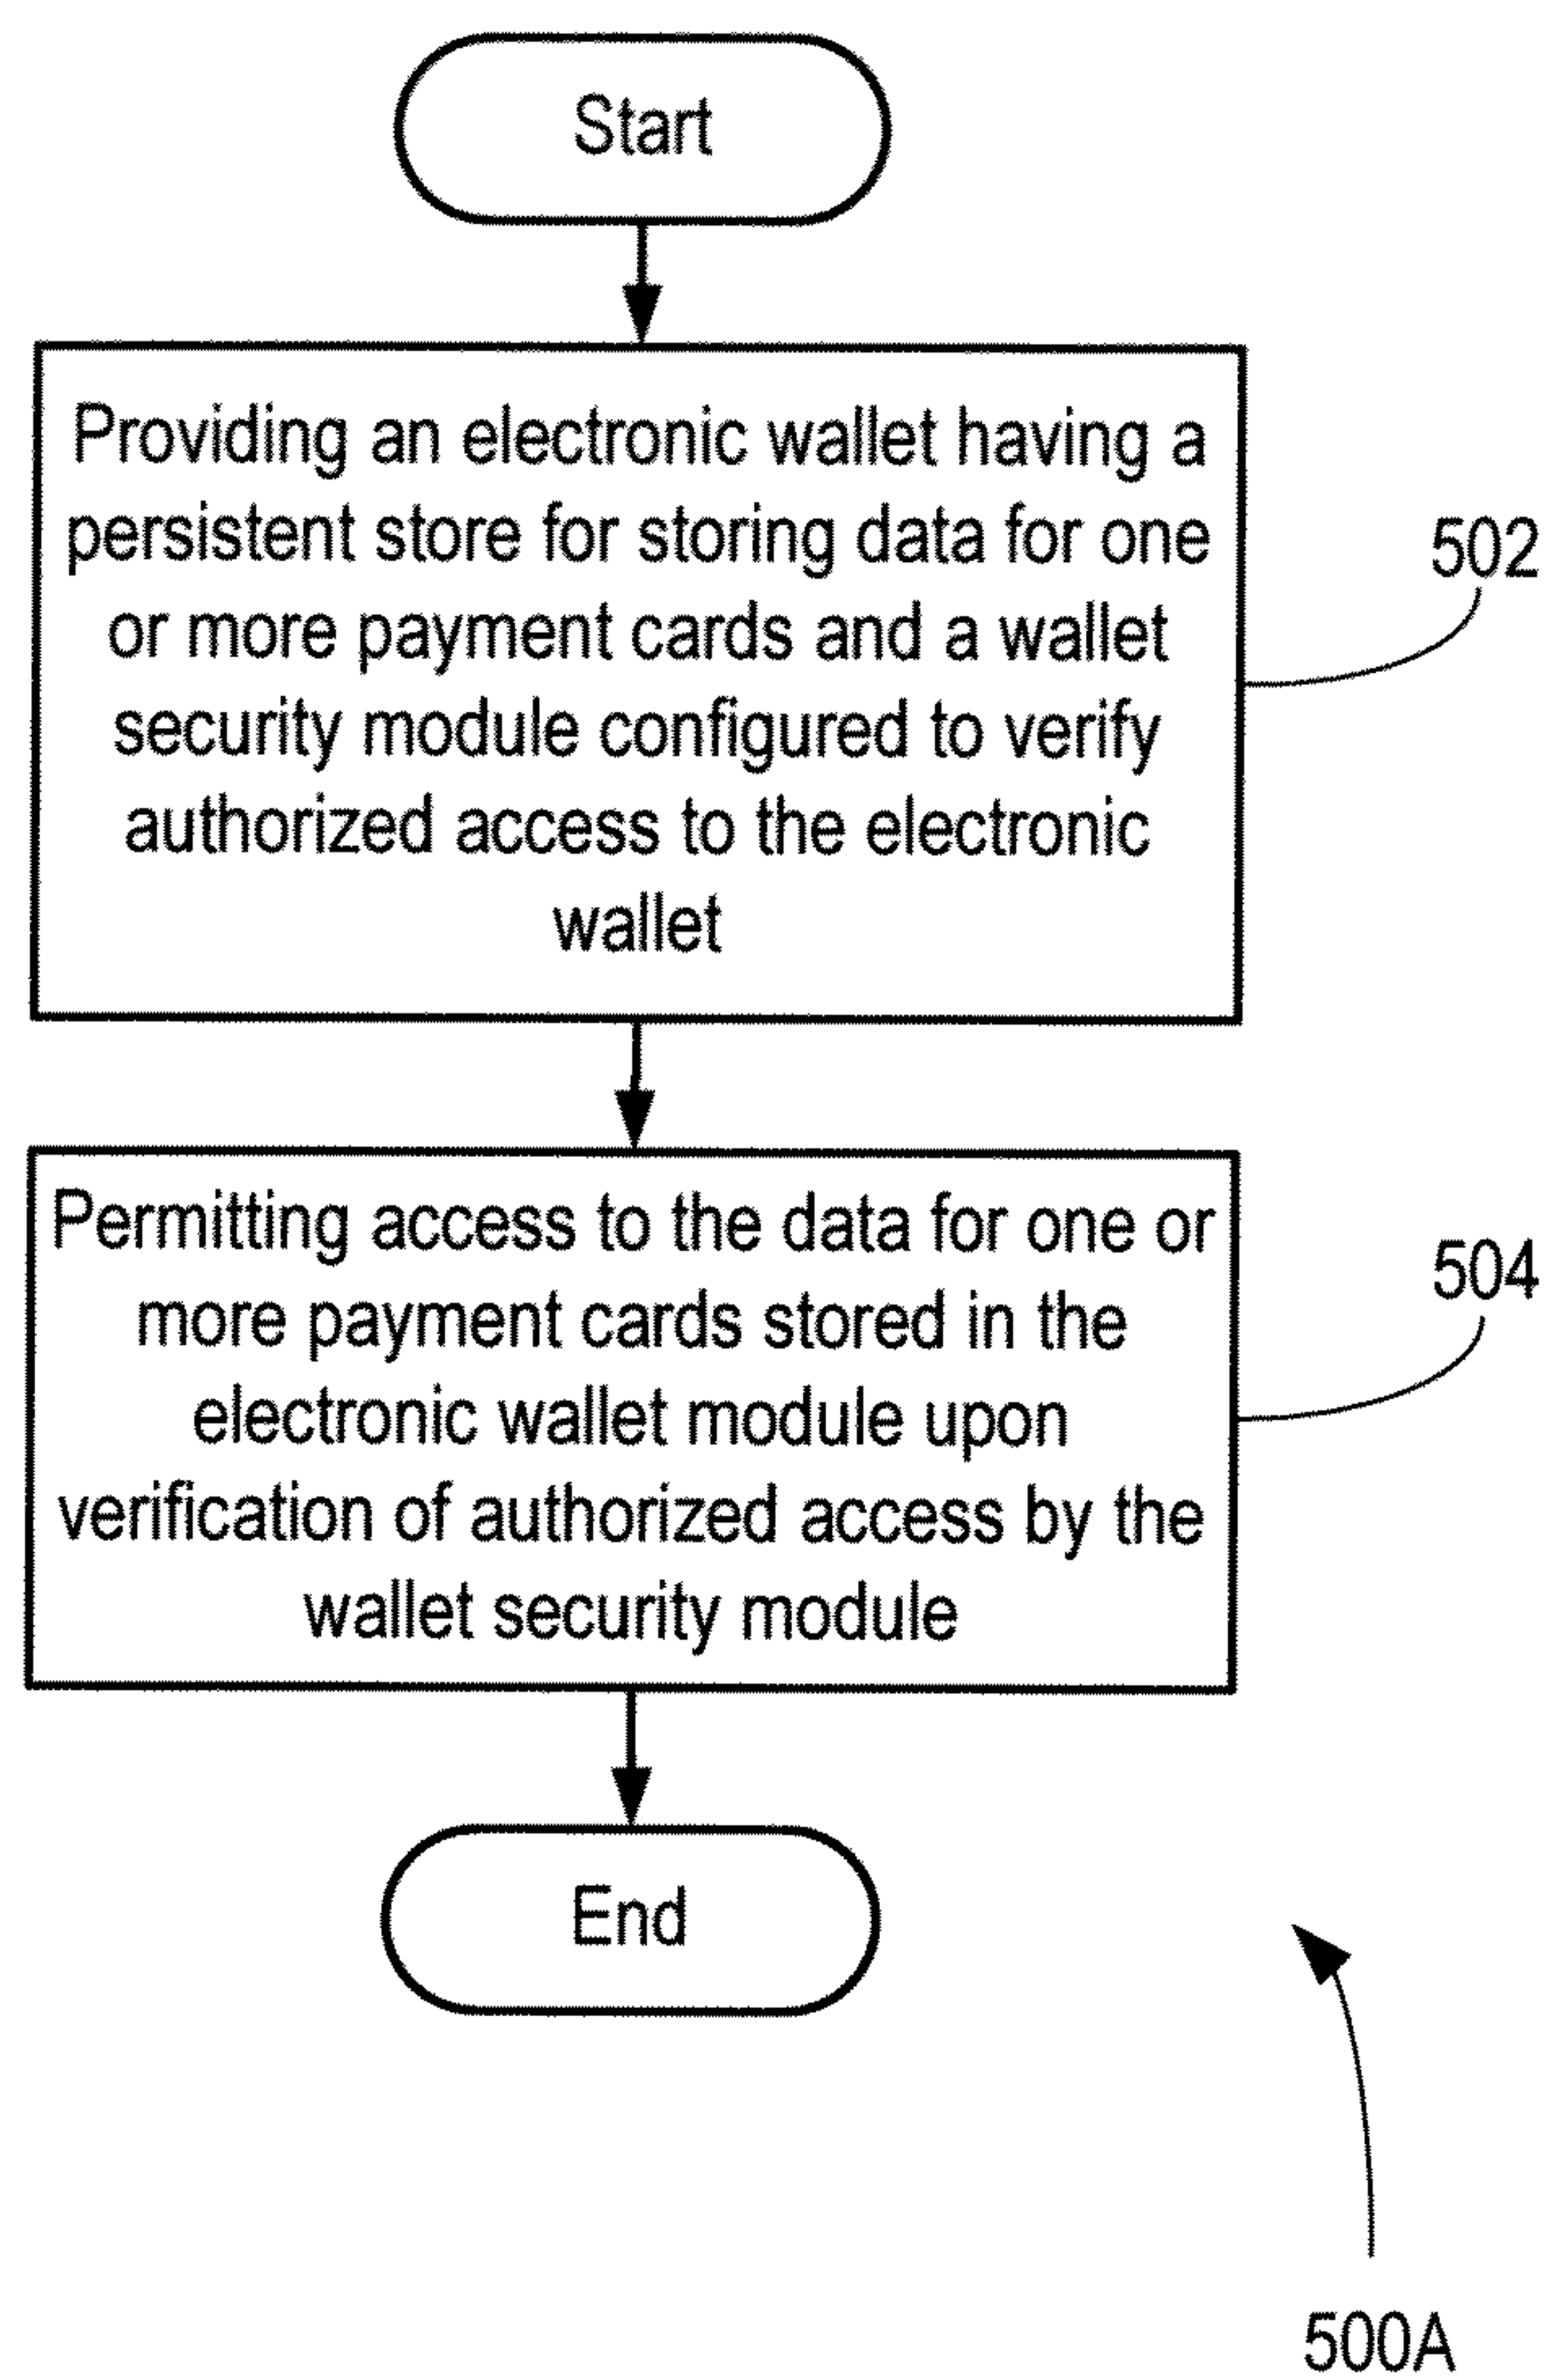 Start
Providing an electronic wallet having a
persistent store for storing data for one
or more payment cards and a wallet
security module configured to verify
authorized access to the electronic
wallet
502
Permitting access to the data for one or
more payment cards stored in the
electronic wallet module upon
verification of authorized access by the
wallet security module
504
End
500A